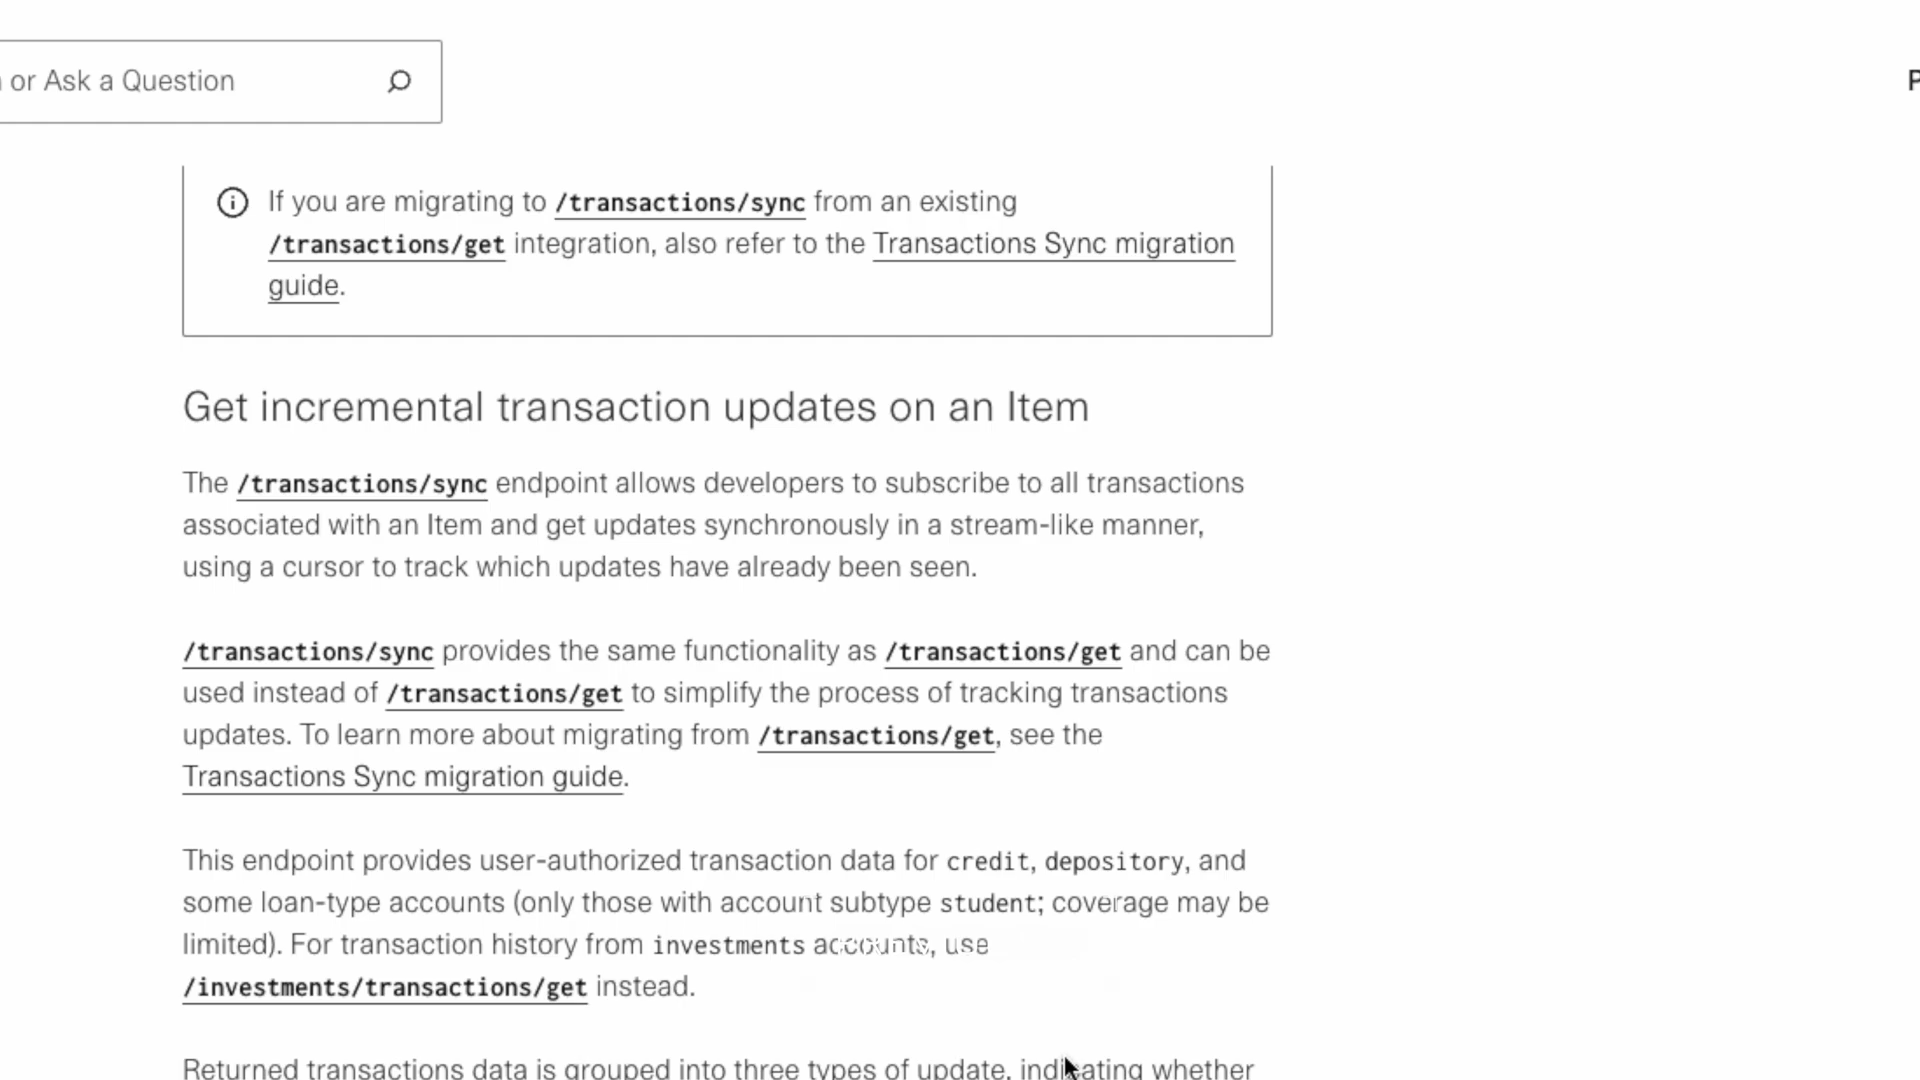 or Ask a Question
If you are migrating to /transactions/sync from an existing
/transactions/get integration, also refer to the Transactions Sync migration
guide.
Get incremental transaction updates on an Item
The /transactions/sync endpoint allows developers to subscribe to all transactions
associated with an Item and get updates synchronously in a stream-like manner,
using a cursor to track which updates have already been seen.
/transactions/sync provides the same functionality as /transactions/get and can be
used instead of /transactions/get to simplify the process of tracking transactions
updates. To learn more about migrating from /transactions/get, see the
Transactions Sync migration guide.
This endpoint provides user-authorized transaction data for credit, depository, and
some loan-type accounts (only those with account subtype student; coverage may be
limited). For transaction history from investments accounts, use
/investments/transactions/get instead.
Returned transactions data is grouped into three types of update, indicating whether